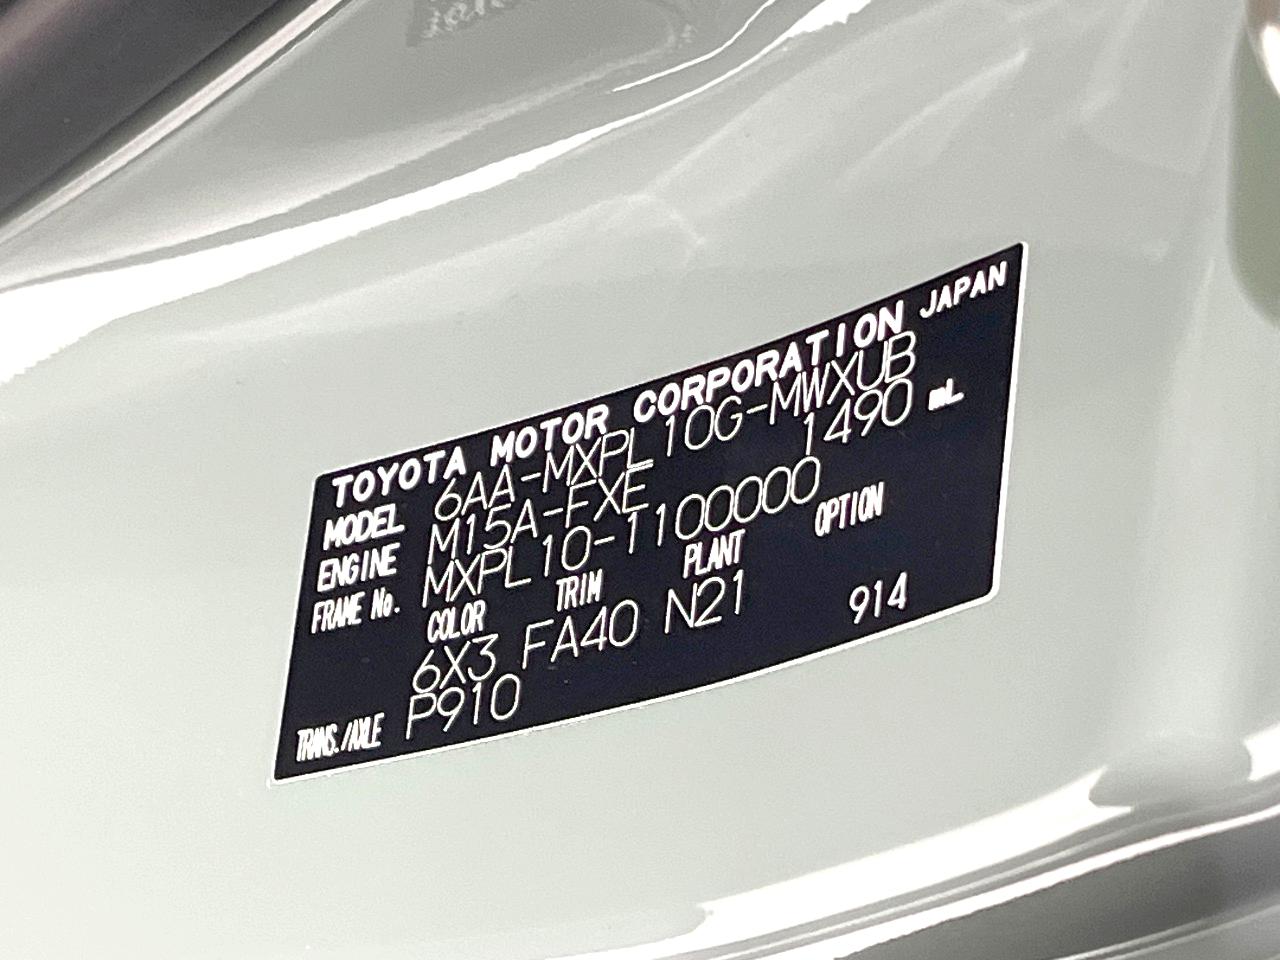 TOYOTA MOTOR CORPORATION JAPAN
MODEL 6AA-MXPL10G-MWXUB
ENGINE M15A-FXE 1490 mL
FRAME No. MXPL10-1100000
COLOR TRIM PLANT OPTION
6X3 FA40 N21 914
TRANS./AXLE P910